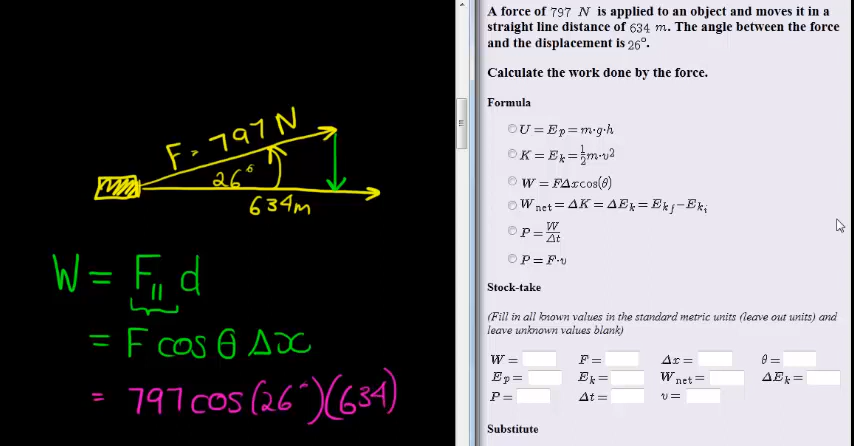 F = 797 N
26°
634m
W = F|| d
= F cos θ Δx
= 797 cos(26°)(634)
A force of 797 N is applied to an object and moves it in a
straight line distance of 634 m. The angle between the force
and the displacement is 26°.
Calculate the work done by the force.
Formula
U = Ep = m·g·h
K = Ek = 1/2 m·v²
W = FΔxcos(θ)
Wnet = ΔK = ΔEk = Ekf − Eki
P = W/Δt
P = F·v
Stock-take
(Fill in all known values in the standard metric units (leave out units) and
leave unknown values blank)
W = F = Δx = θ =
Ep = Ek = Wnet = ΔEk =
P = Δt = v =
Substitute